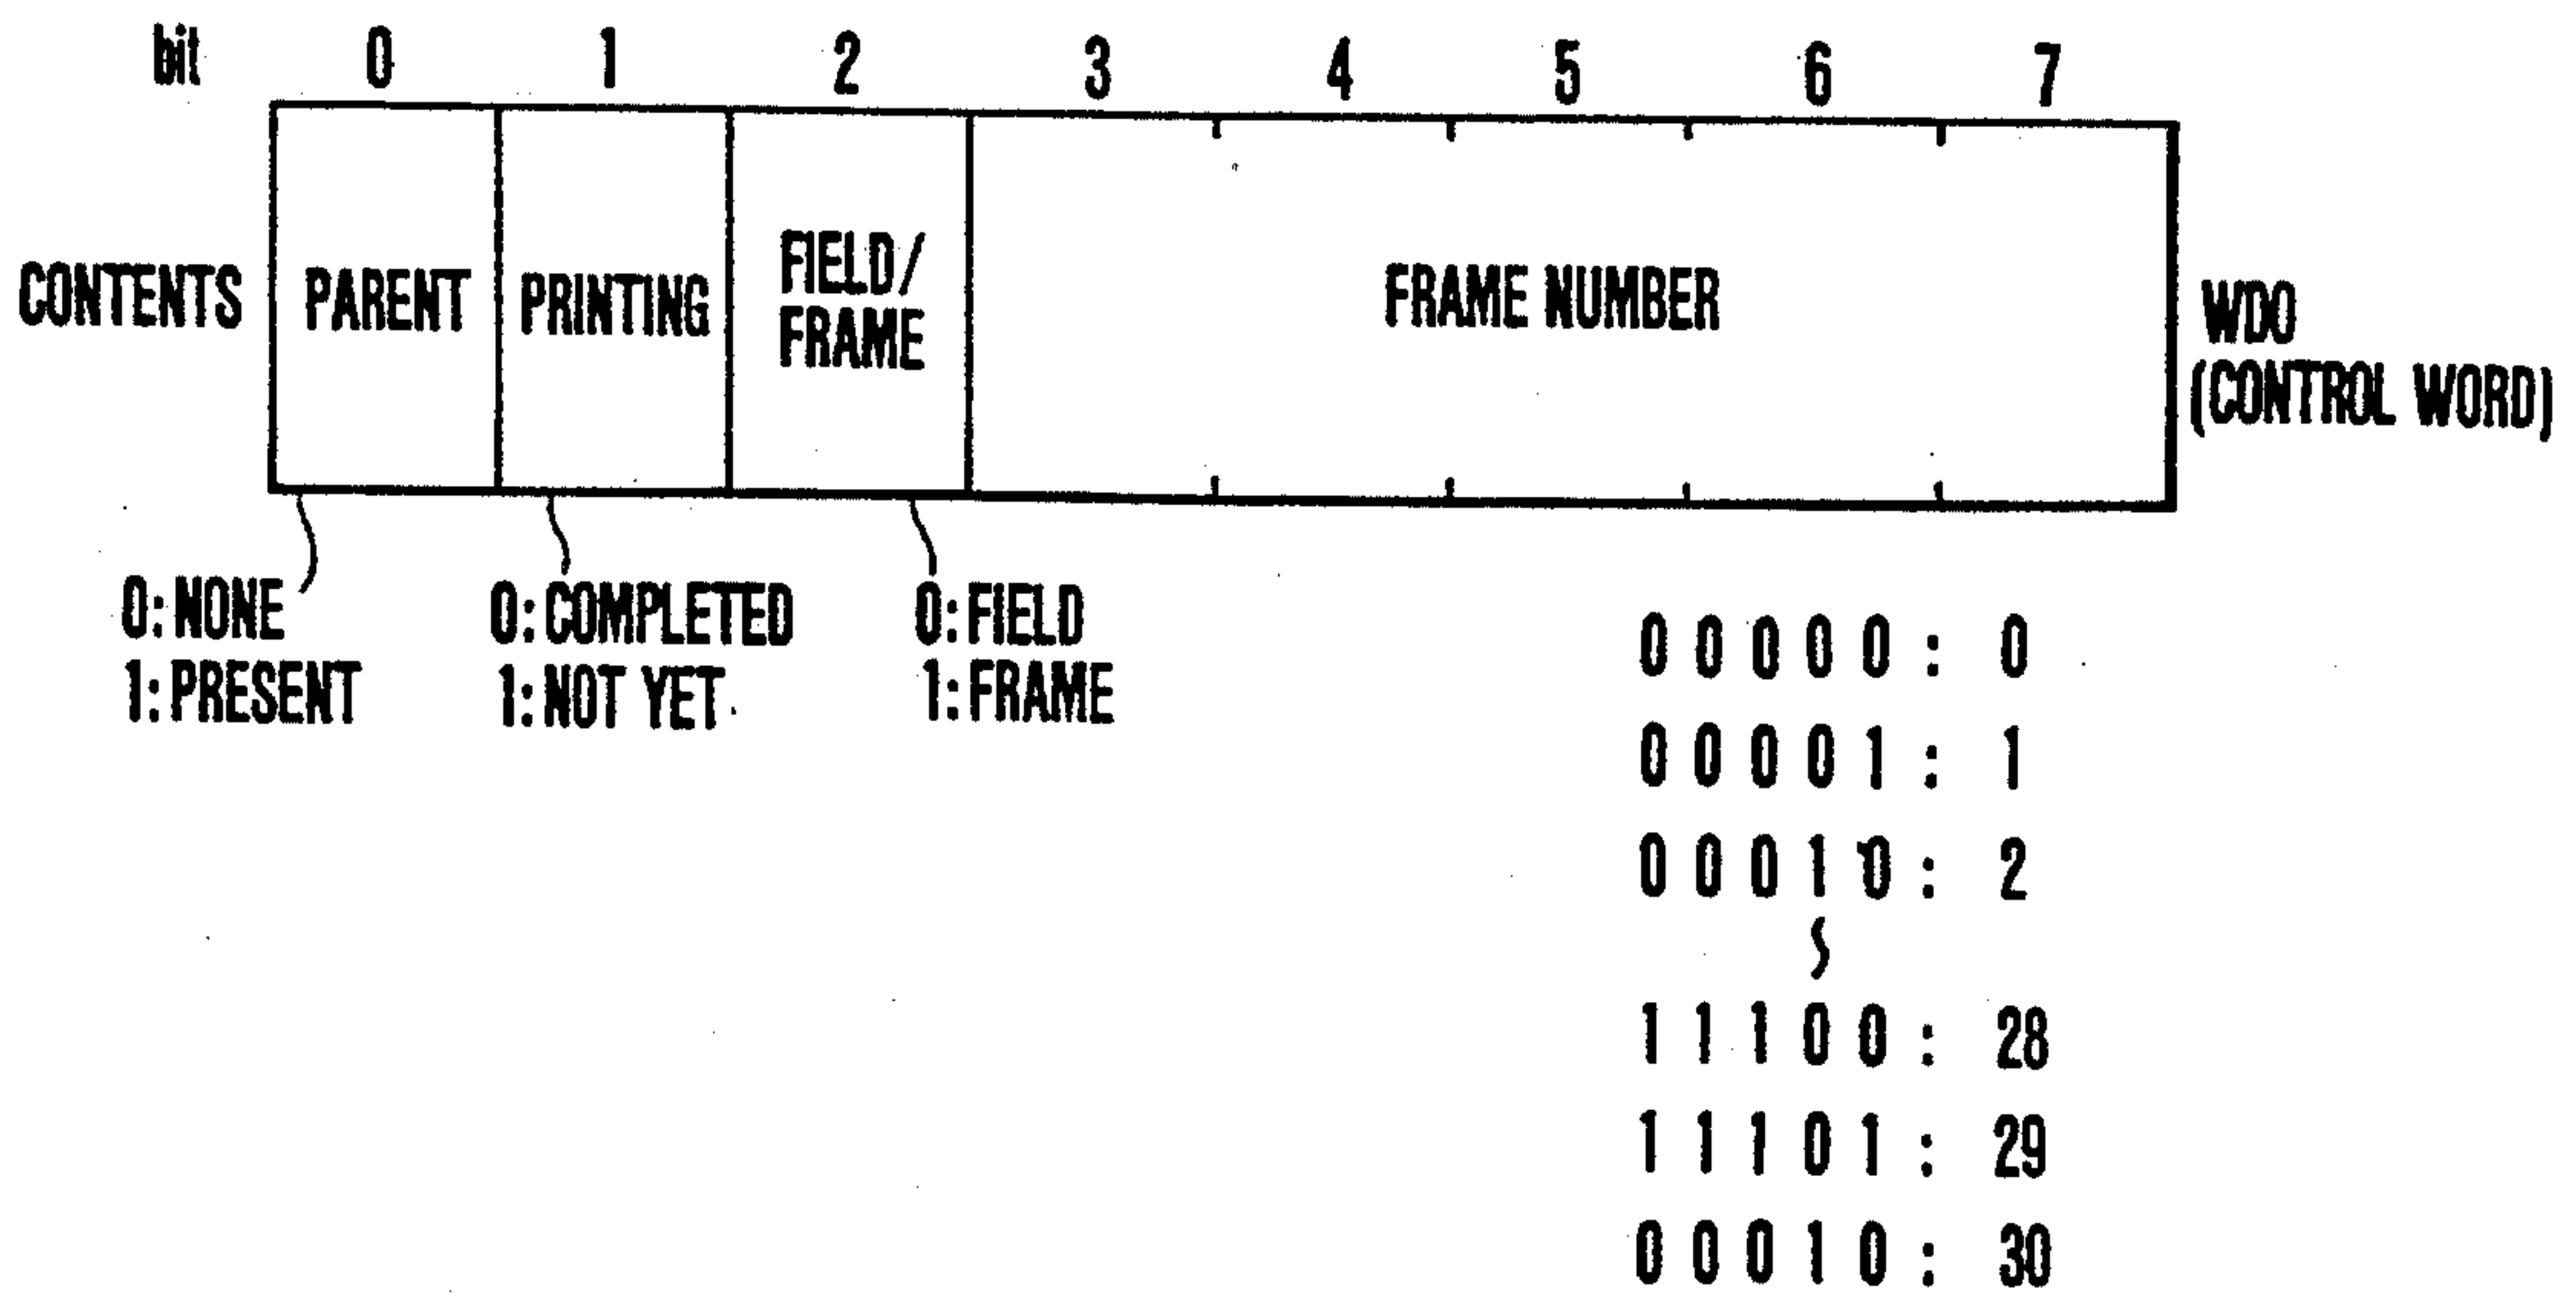 bit 0 1 2 3 4 5 6 7
CONTENTS PARENT PRINTING FIELD/ FRAME NUMBER WDO
FRAME (CONTROL WORD)
0: NONE 0: COMPLETED 0: FIELD
1: PRESENT 1: NOT YET 1: FRAME
0 0 0 0 0 : 0
0 0 0 0 1 : 1
0 0 0 1 0 : 2
1 1 1 0 0 : 28
1 1 1 0 1 : 29
0 0 0 1 0 : 30